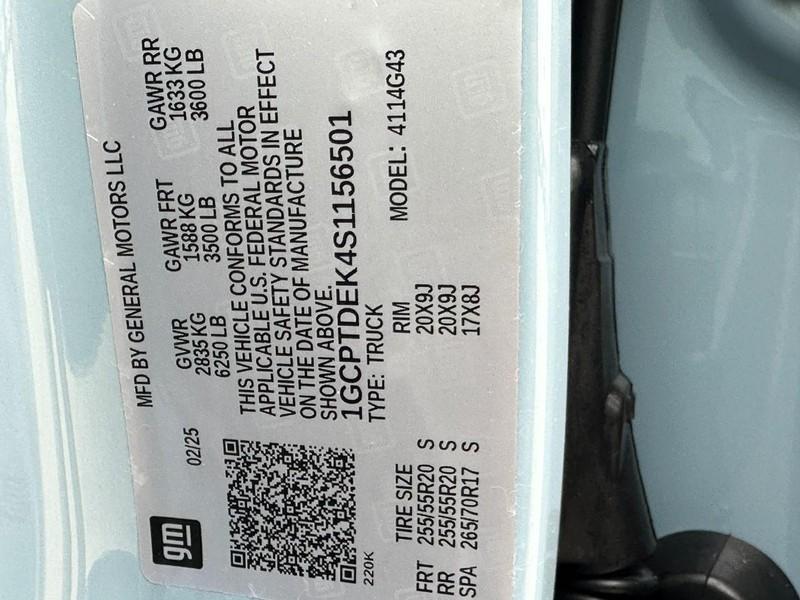 gm
MFD BY GENERAL MOTORS LLC
02/25 GVWR GAWR FRT GAWR RR
2835 KG 1588 KG 1633 KG
6250 LB 3500 LB 3600 LB
THIS VEHICLE CONFORMS TO ALL
APPLICABLE U.S. FEDERAL MOTOR
VEHICLE SAFETY STANDARDS IN EFFECT
ON THE DATE OF MANUFACTURE
SHOWN ABOVE.
1GCPTDEK4S1156501
220K TYPE: TRUCK MODEL: 4114G43
TIRE SIZE RIM
FRT 255/55R20 S 20X9J
RR 255/55R20 S 20X9J
SPA 265/70R17 S 17X8J